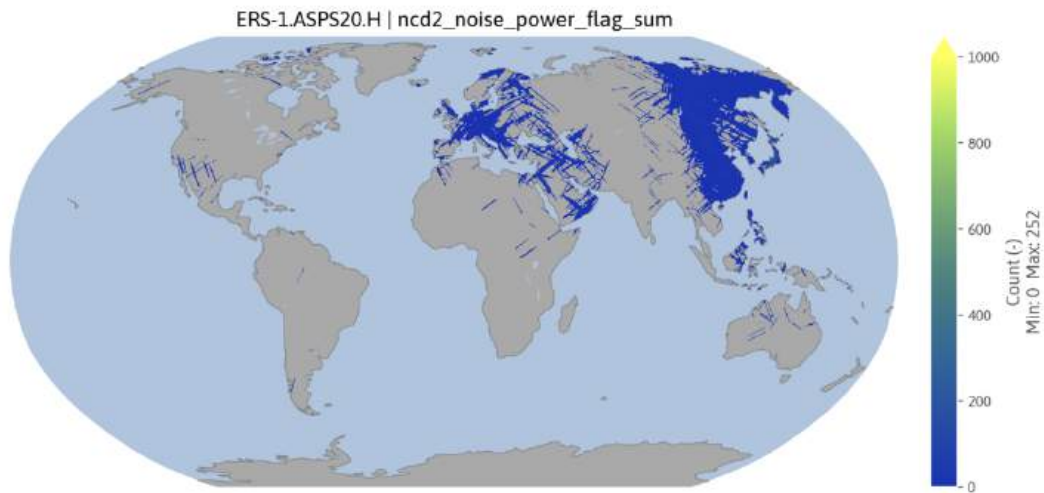 ERS-1.ASPS20.H | ncd2_noise_power_flag_sum
1000
800
600
400
200
0
Count (-)
Min: 0 Max: 252